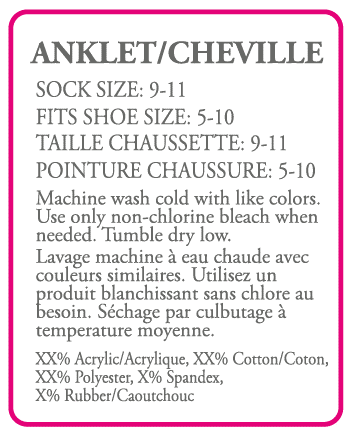 ANKLET/CHEVILLE
SOCK SIZE: 9-11
FITS SHOE SIZE: 5-10
TAILLE CHAUSSETTE: 9-11
POINTURE CHAUSSURE: 5-10
Machine wash cold with like colors.
Use only non-chlorine bleach when
needed. Tumble dry low.
Lavage machine à eau chaude avec
couleurs similaires. Utilisez un
produit blanchissant sans chlore au
besoin. Séchage par culbutage à
temperature moyenne.
XX% Acrylic/Acrylique, XX% Cotton/Coton,
XX% Polyester, X% Spandex,
X% Rubber/Caoutchouc